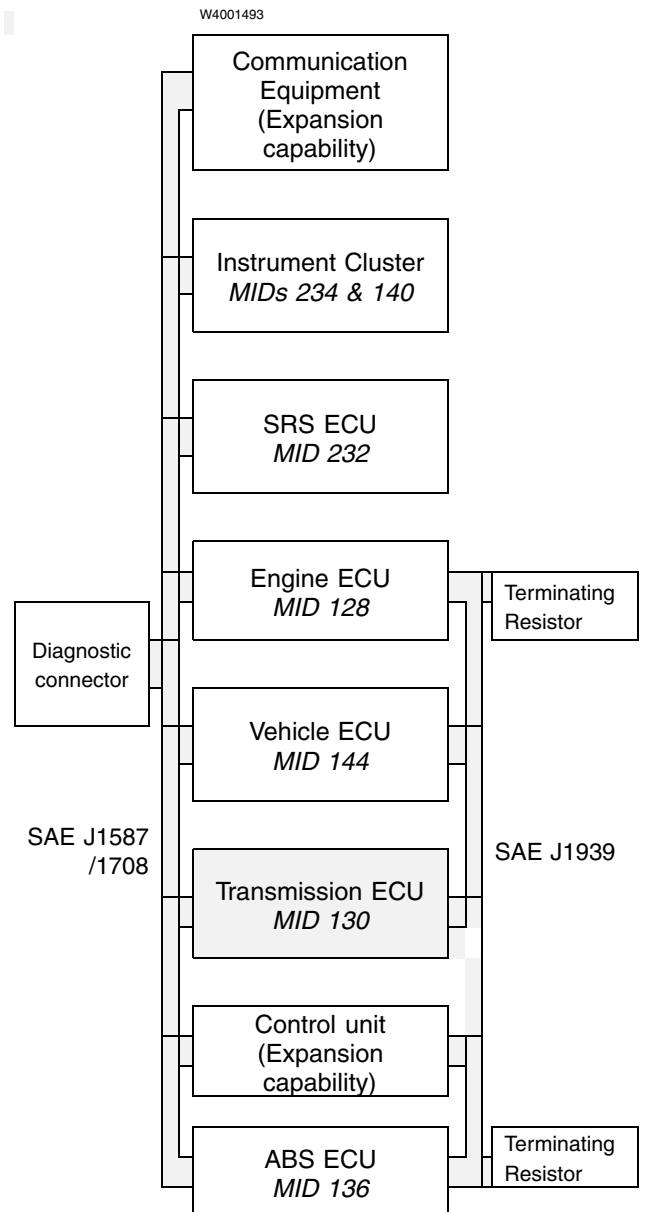 W4001493
Communication
Equipment
(Expansion
capability)
Instrument Cluster
MIDs 234 & 140
SRS ECU
MID 232
Engine ECU
MID 128
Terminating
Resistor
Diagnostic
connector
Vehicle ECU
MID 144
SAE J1587
/1708
SAE J1939
Transmission ECU
MID 130
Control unit
(Expansion
capability)
ABS ECU
MID 136
Terminating
Resistor